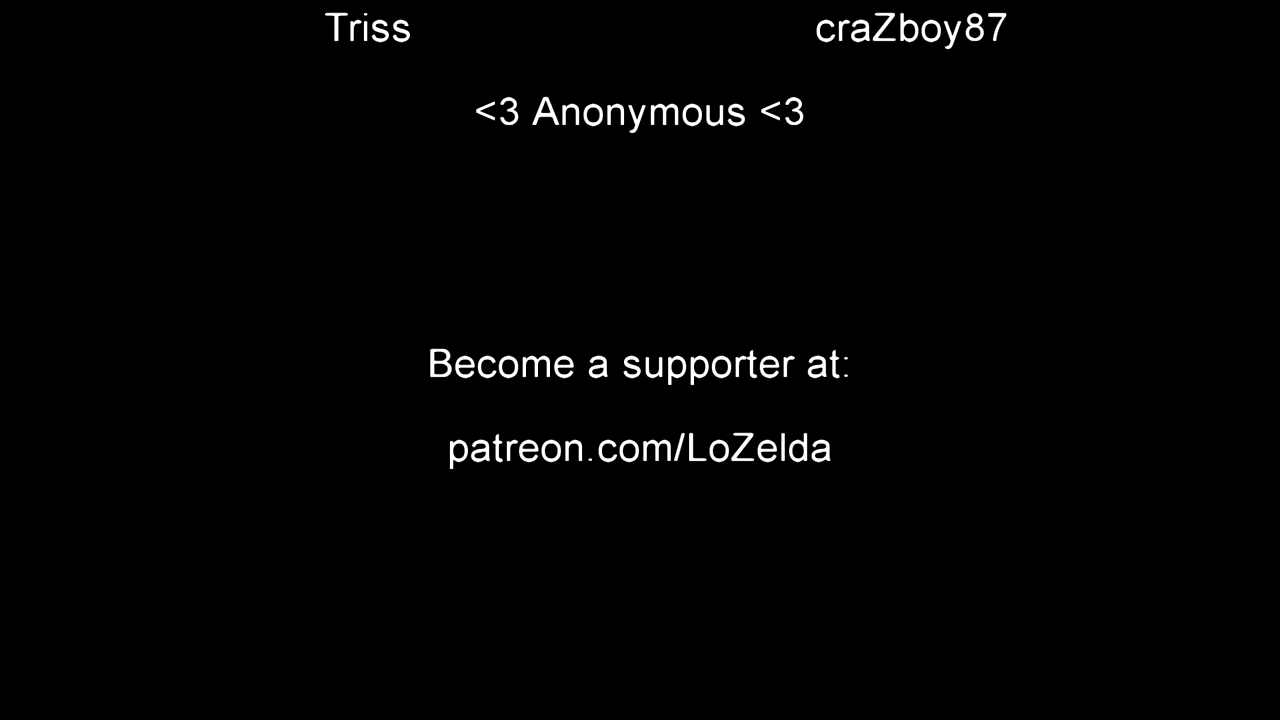 Triss craZboy87
<3 Anonymous <3
Become a supporter at:
patreon.com/LoZelda